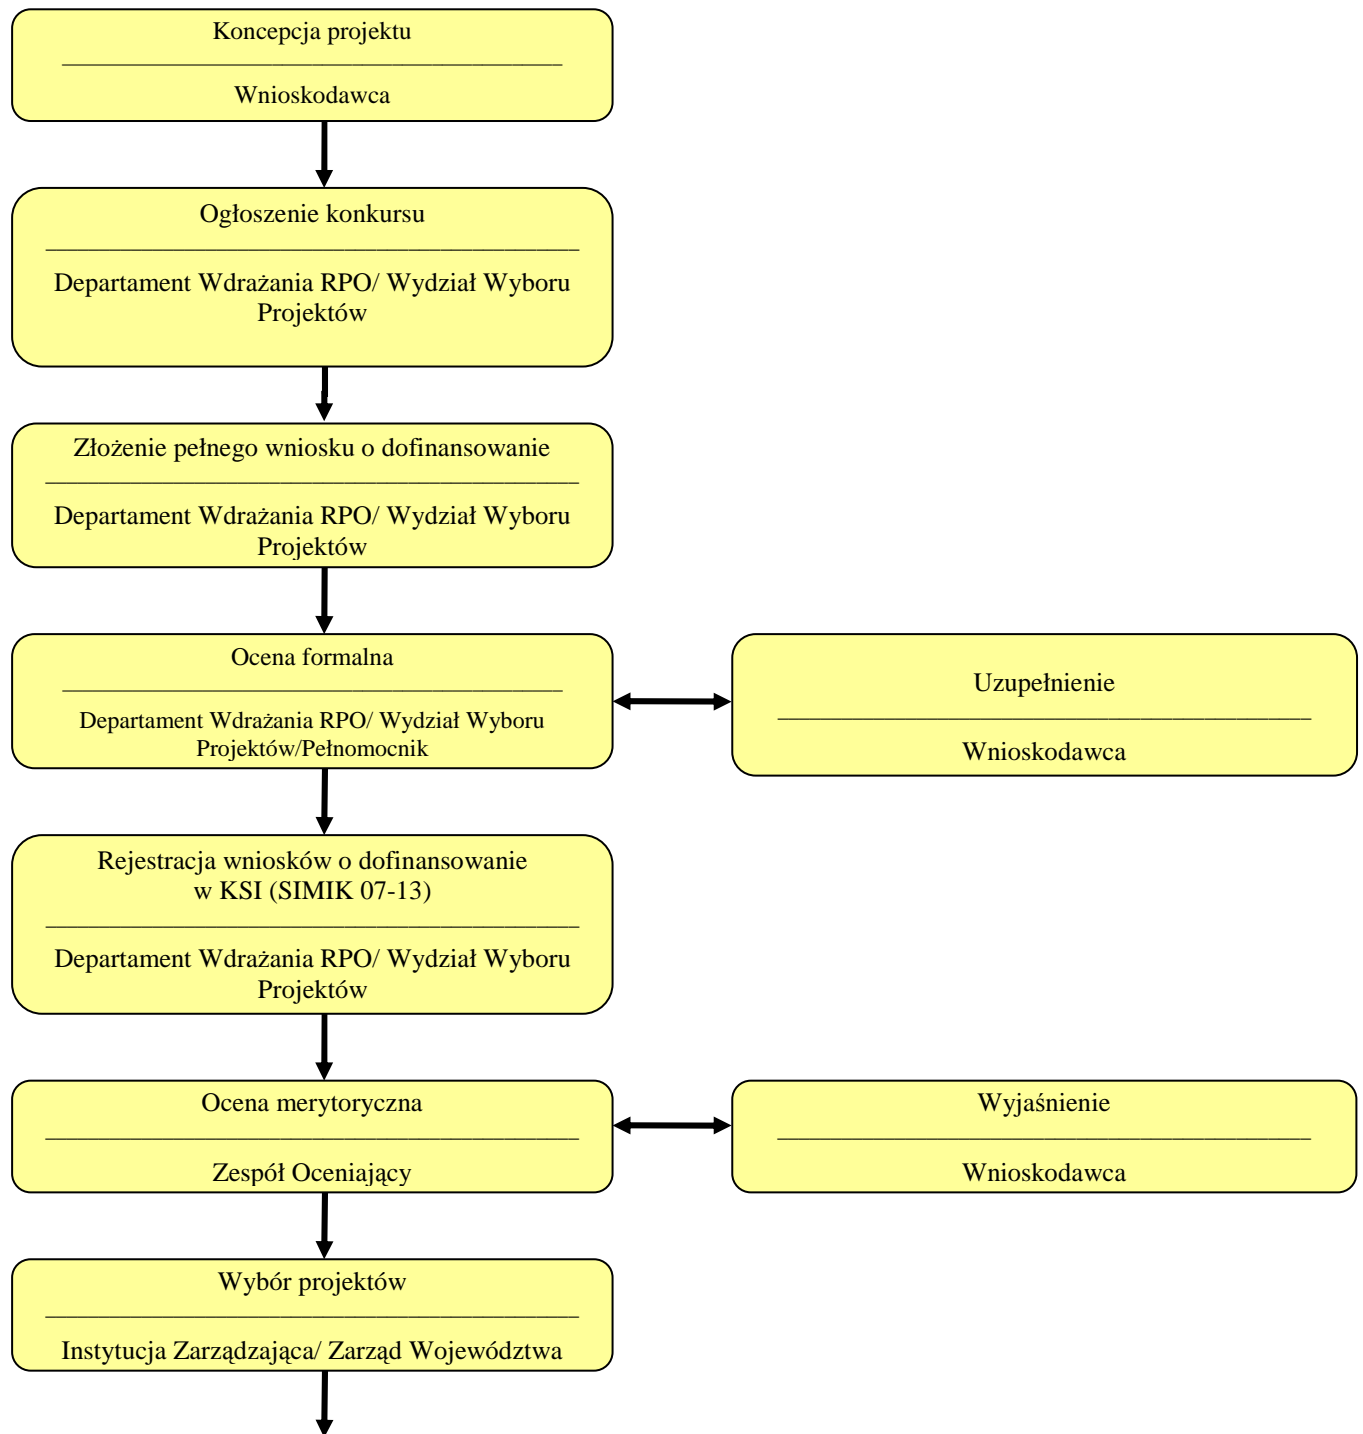 Koncepcja projektu
Wnioskodawca
Ogłoszenie konkursu
Departament Wdrażania RPO/ Wydział Wyboru
Projektów
Złożenie pełnego wniosku o dofinansowanie
Departament Wdrażania RPO/ Wydział Wyboru
Projektów
Ocena formalna
Departament Wdrażania RPO/ Wydział Wyboru
Projektów/Pełnomocnik
Uzupełnienie
Wnioskodawca
Rejestracja wniosków o dofinansowanie
w KSI (SIMIK 07-13)
Departament Wdrażania RPO/ Wydział Wyboru
Projektów
Ocena merytoryczna
Zespół Oceniający
Wyjaśnienie
Wnioskodawca
Wybór projektów
Instytucja Zarządzająca/ Zarząd Województwa